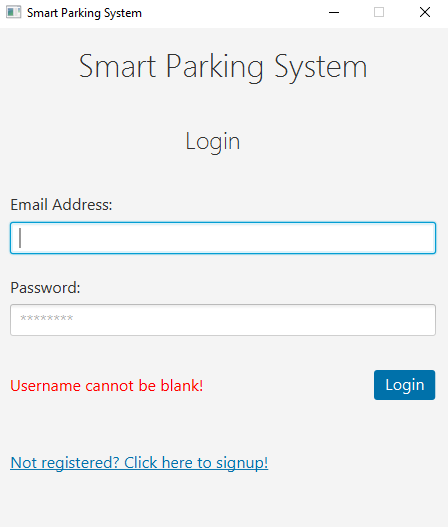 Smart Parking System
Smart Parking System
Login
Email Address:
Password:
********
Username cannot be blank!
Login
Not registered? Click here to signup!